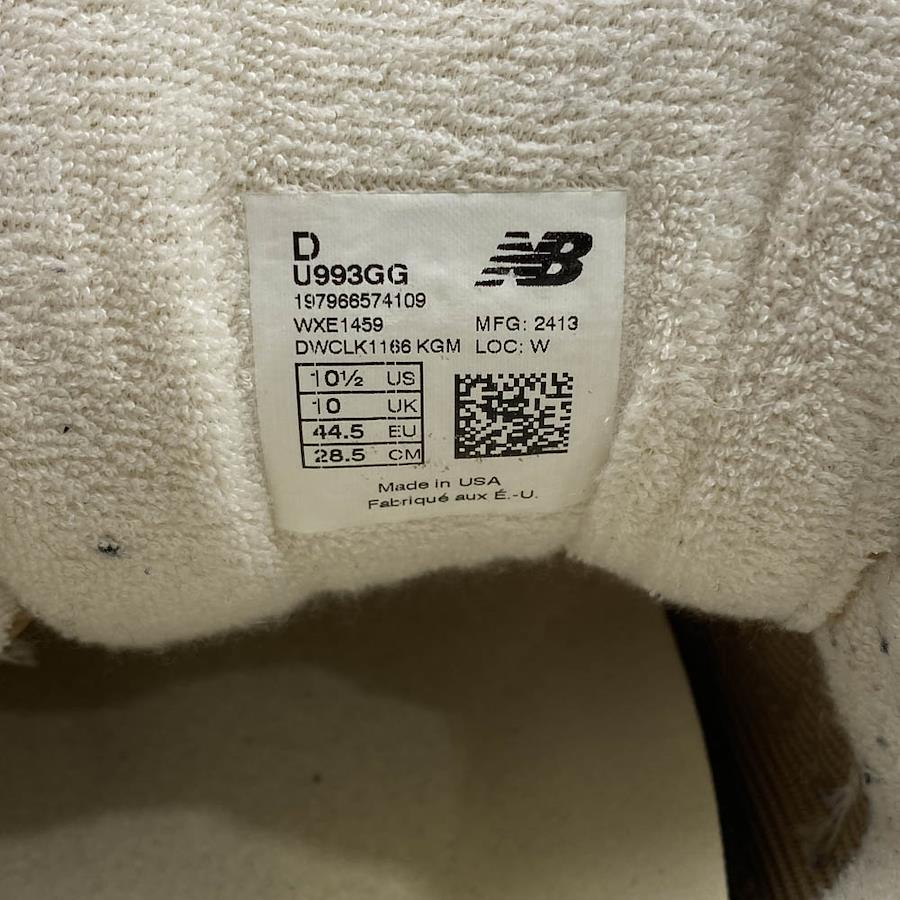 D
NB
U993GG
197966574109
WXE1459 MFG: 2413
DWCLK1166 KGM LOC: W
10½ US
10 UK
44.5 EU
28.5 CM
Made in USA
Fabriqué aux É.-U.